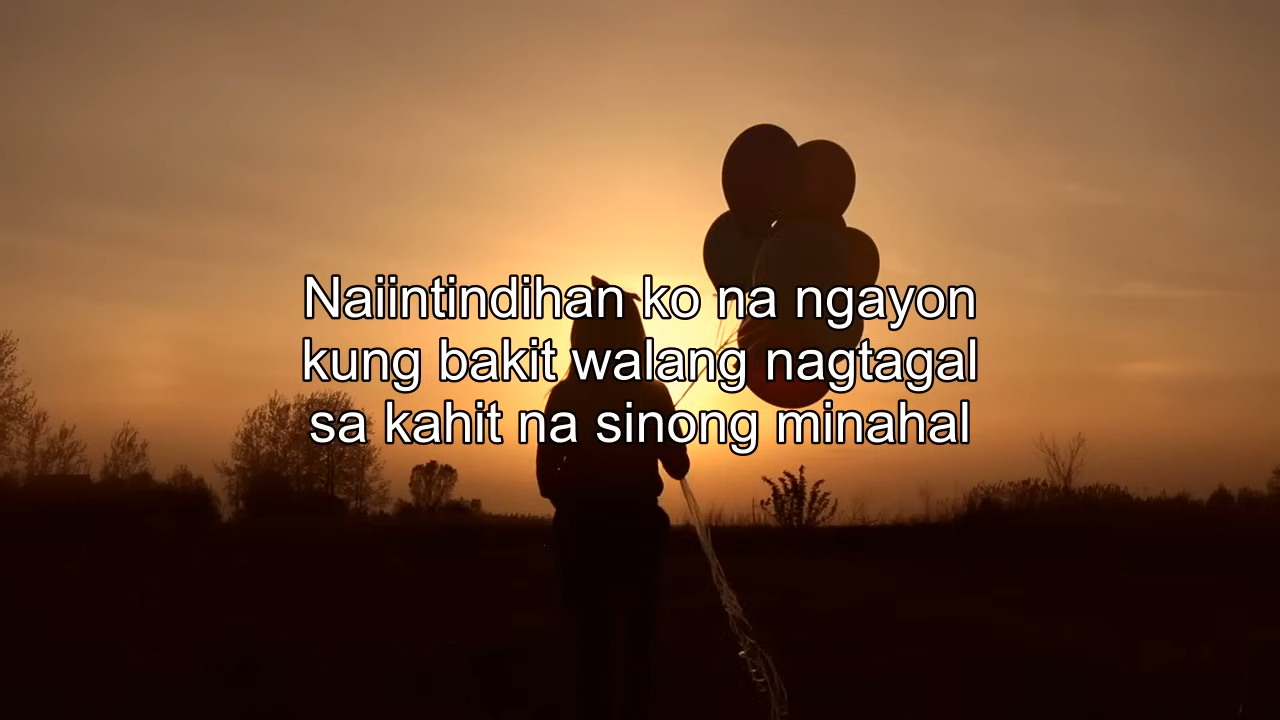 Naiintindihan ko na ngayon
kung bakit walang nagtagal
sa kahit na sinong minahal